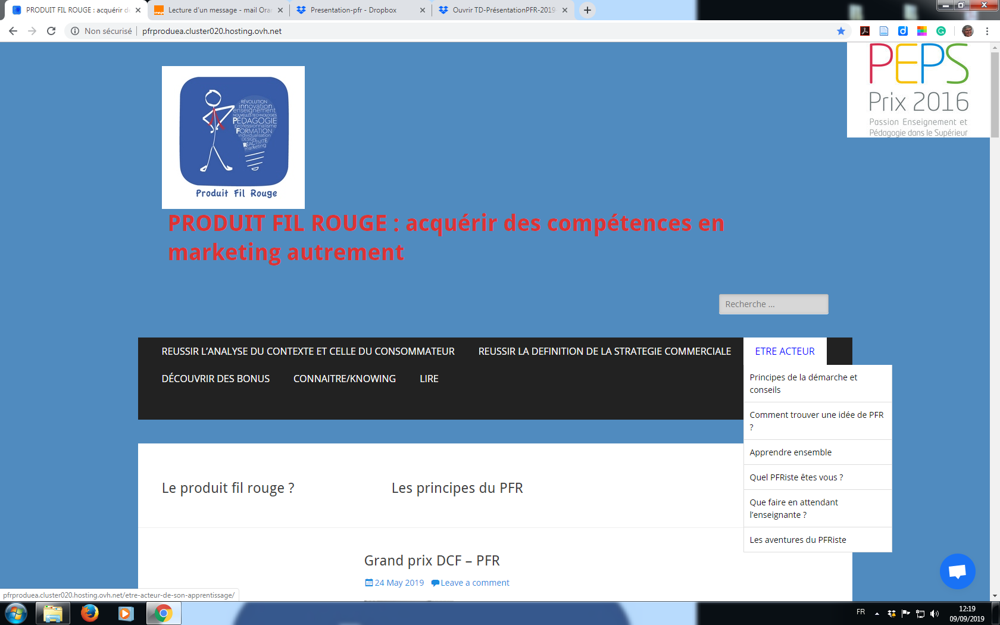 PRODUIT FIL ROUGE : acquérir de
Lecture d'un message - mail Oran
Presentation-pfr - Dropbox
Ouvrir TD-PrésentationPFR-2019
Non sécurisé
pfrproduea.cluster020.hosting.ovh.net
PEPS
Prix 2016
Passion Enseignement et
Pédagogie dans le Supérieur
RÉVOLUTION
innovation
enseignement
NOUVELLES TECHNOLOGIES
PÉDAGOGIE
professionnalisme
FORMATION
individualisation
DESIGN
RÉACTIVITÉ
marketing
Produit Fil Rouge
PRODUIT FIL ROUGE : acquérir des compétences en
marketing autrement
Recherche ...
REUSSIR L’ANALYSE DU CONTEXTE ET CELLE DU CONSOMMATEUR
REUSSIR LA DEFINITION DE LA STRATEGIE COMMERCIALE
ETRE ACTEUR
DÉCOUVRIR DES BONUS
CONNAITRE/KNOWING
LIRE
Principes de la démarche et
conseils
Comment trouver une idée de PFR
?
Apprendre ensemble
Quel PFRiste êtes vous ?
Que faire en attendant
l’enseignante ?
Les aventures du PFRiste
Le produit fil rouge ?
Les principes du PFR
Grand prix DCF – PFR
24 May 2019
Leave a comment
pfrproduea.cluster020.hosting.ovh.net/etre-acteur-de-son-apprentissage/
FR
12:19
09/09/2019